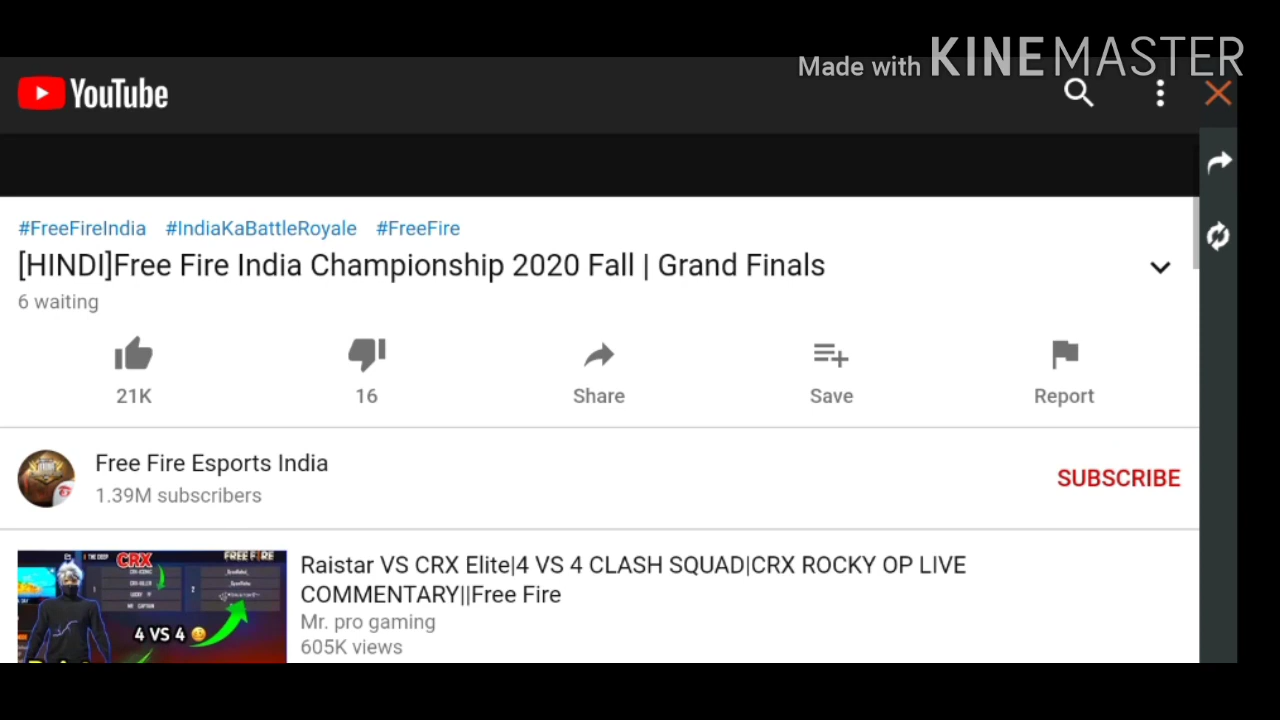 Made with KINEMASTER
YouTube
#FreeFireIndia #IndiaKaBattleRoyale #FreeFire
[HINDI]Free Fire India Championship 2020 Fall | Grand Finals
6 waiting
21K 16 Share Save Report
Free Fire Esports India
1.39M subscribers
SUBSCRIBE
CRX FREE FIRE
4 VS 4
Raistar VS CRX Elite|4 VS 4 CLASH SQUAD|CRX ROCKY OP LIVE
COMMENTARY||Free Fire
Mr. pro gaming
605K views